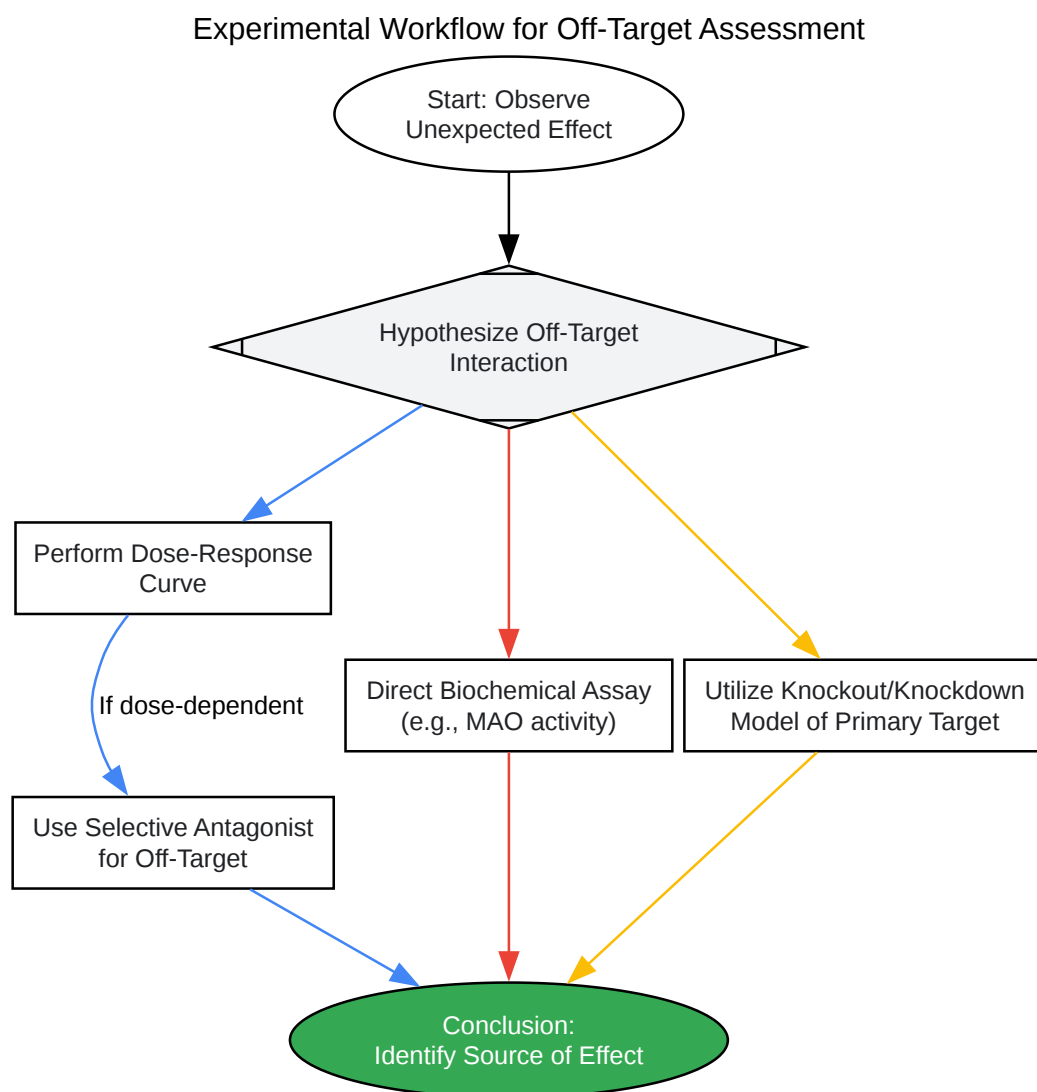 Experimental Workflow for Off-Target Assessment
Start: Observe
Unexpected Effect
Hypothesize Off-Target
Interaction
Perform Dose-Response
Curve
If dose-dependent
Direct Biochemical Assay
(e.g., MAO activity)
Utilize Knockout/Knockdown
Model of Primary Target
Use Selective Antagonist
for Off-Target
Conclusion:
Identify Source of Effect